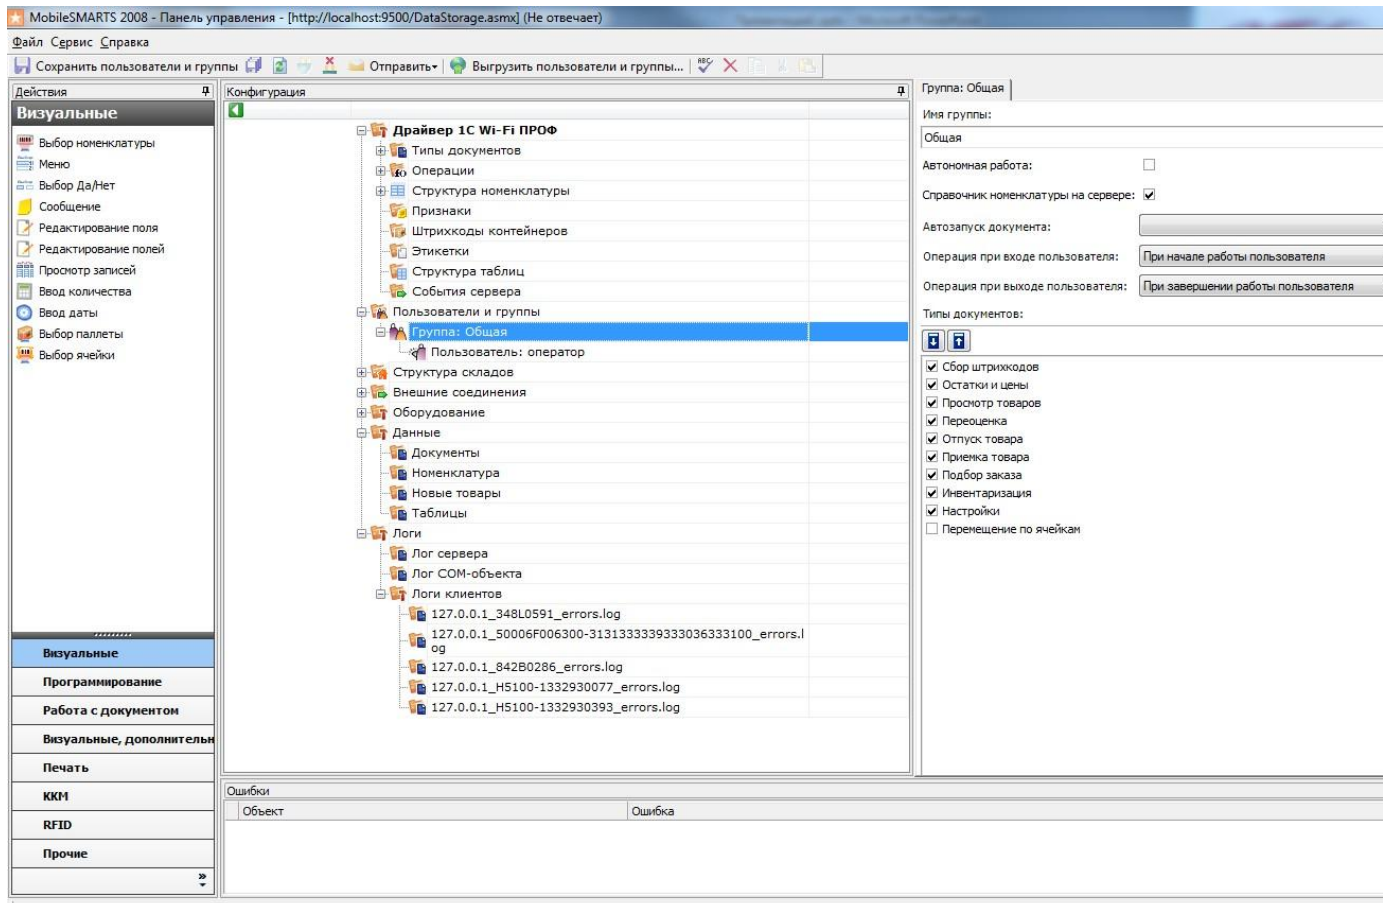 MobileSMARTS 2008 - Панель управления - [http://localhost:9500/DataStorage.asmx] (Не отвечает)
Файл Сервис Справка
Сохранить пользователи и группы Отправить Выгрузить пользователи и группы...
Действия
Визуальные
Выбор номенклатуры
Меню
Выбор Да/Нет
Сообщение
Редактирование поля
Редактирование полей
Просмотр записей
Ввод количества
Ввод даты
Выбор паллеты
Выбор ячейки
Визуальные
Программирование
Работа с документом
Визуальные, дополнительн
Печать
ККМ
RFID
Прочие
Конфигурация
Драйвер 1С Wi-Fi ПРОФ
Типы документов
Операции
Структура номенклатуры
Признаки
Штрихкоды контейнеров
Этикетки
Структура таблиц
События сервера
Пользователи и группы
Группа: Общая
Пользователь: оператор
Структура складов
Внешние соединения
Оборудование
Данные
Документы
Номенклатура
Новые товары
Таблицы
Логи
Лог сервера
Лог COM-объекта
Логи клиентов
127.0.0.1_348L0591_errors.log
127.0.0.1_50006F006300-3131333339333036333100_errors.l
og
127.0.0.1_842B0286_errors.log
127.0.0.1_H5100-1332930077_errors.log
127.0.0.1_H5100-1332930393_errors.log
Группа: Общая
Имя группы:
Общая
Автономная работа:
Справочник номенклатуры на сервере:
Автозапуск документа:
Операция при входе пользователя: При начале работы пользователя
Операция при выходе пользователя: При завершении работы пользователя
Типы документов:
Сбор штрихкодов
Остатки и цены
Просмотр товаров
Переоценка
Отпуск товара
Приемка товара
Подбор заказа
Инвентаризация
Настройки
Перемещение по ячейкам
Ошибки
Объект Ошибка